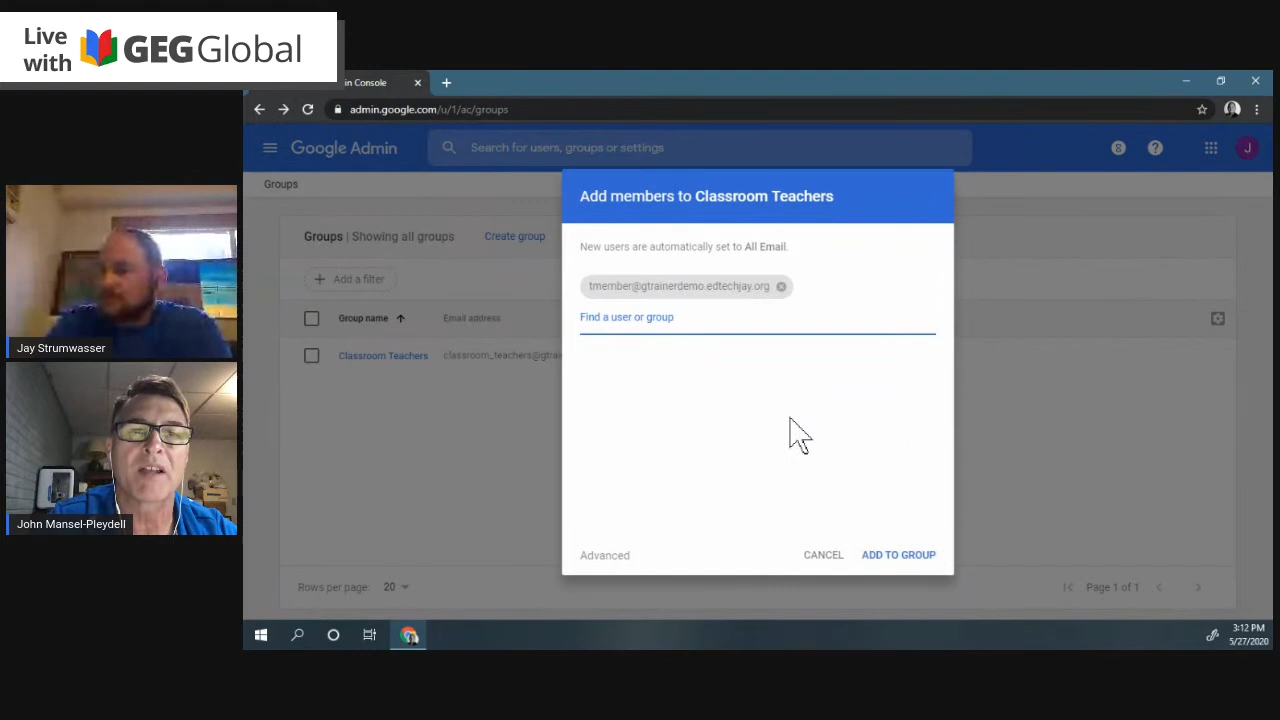 Live with GEG Global
in Console
admin.google.com/u/1/ac/groups
Google Admin
Search for users, groups or settings
J
Groups
Groups | Showing all groups
Create group
Add a filter
Group name
Email address
Classroom Teachers
classroom_teachers@gtrai
Add members to Classroom Teachers
New users are automatically set to All Email.
tmember@gtrainerdemo.edtechjay.org
Find a user or group
Advanced
CANCEL
ADD TO GROUP
Rows per page: 20
Page 1 of 1
3:12 PM
5/27/2020
Jay Strumwasser
John Mansel-Pleydell